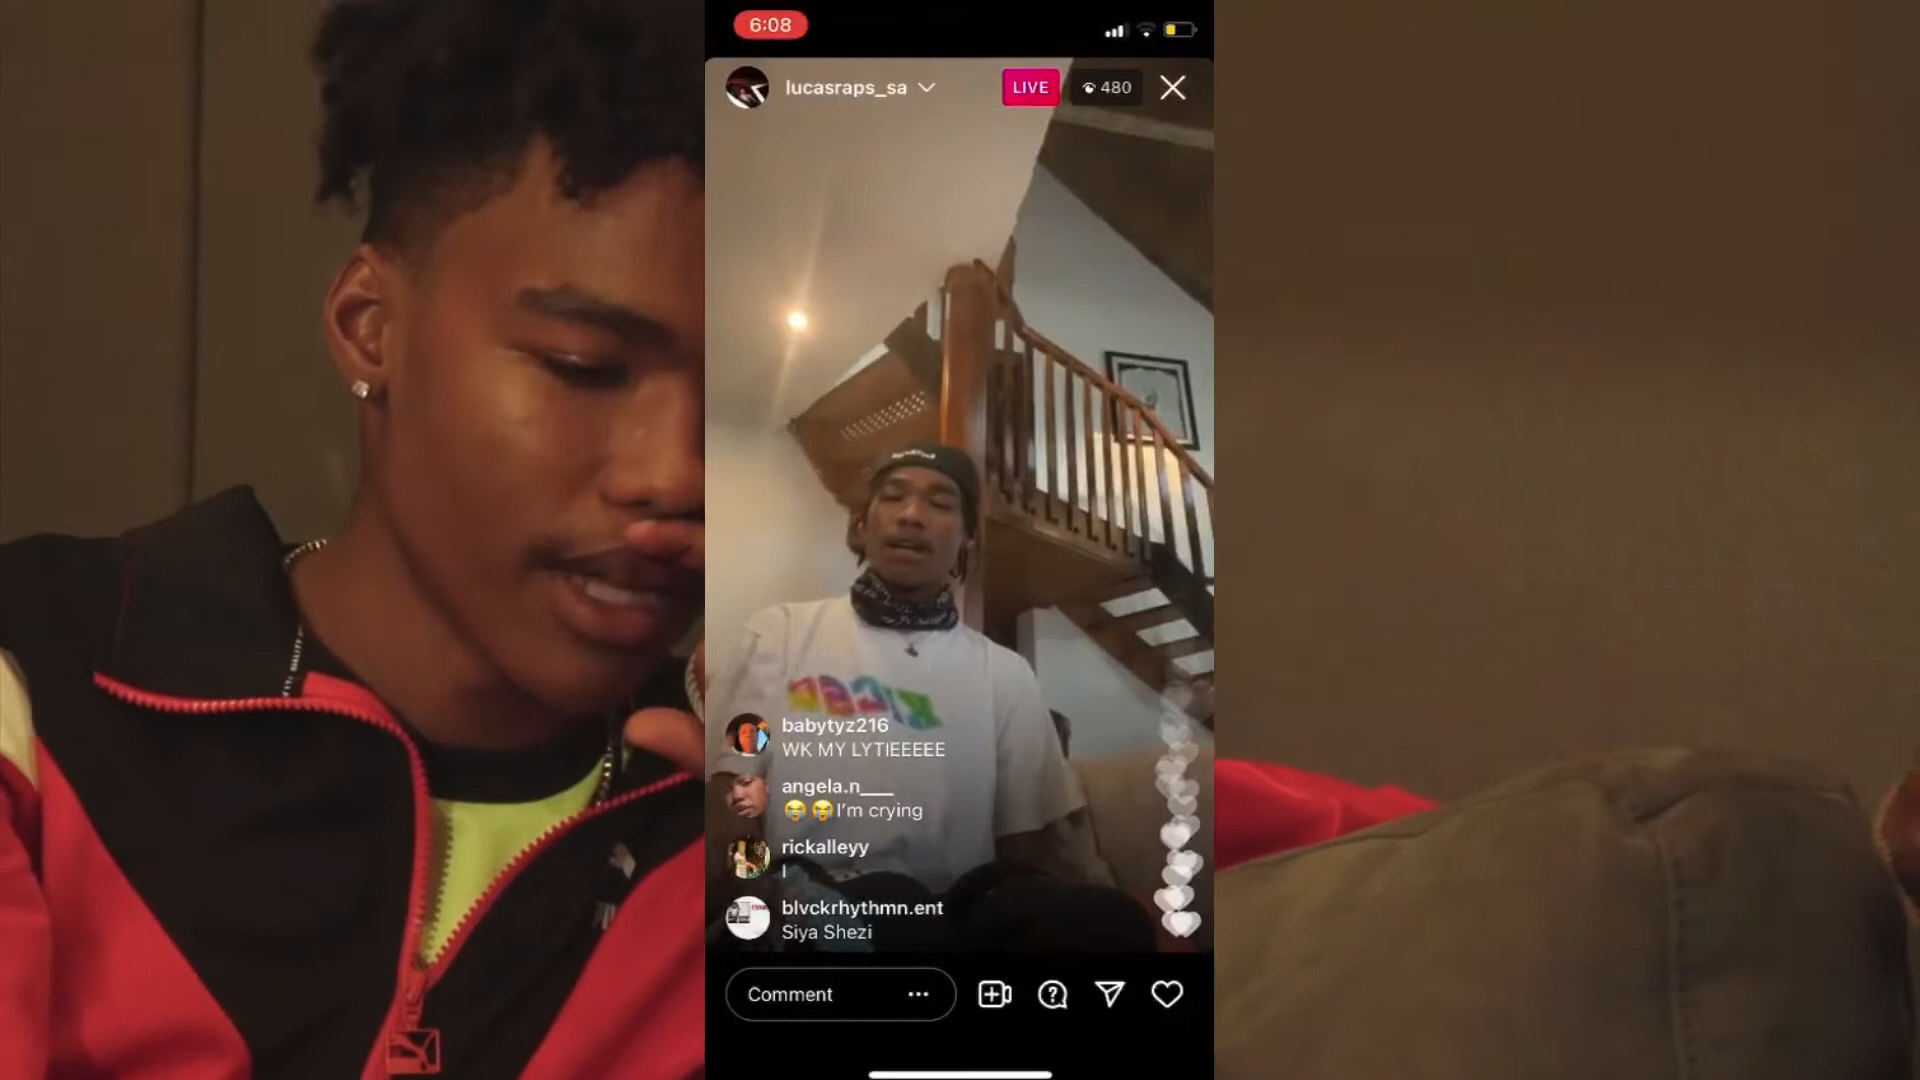 6:08
lucasraps_sa
LIVE
480
babytyz216
WK MY LYTIEEEEE
angela.n___
😭😭I'm crying
rickalleyy
I
blvckrhythmn.ent
Siya Shezi
Comment